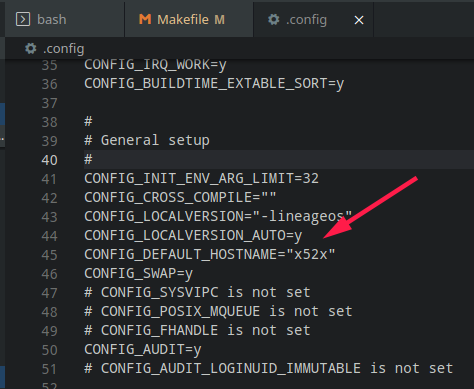 bash
Makefile M
.config
.config
35 CONFIG_IRQ_WORK=y
36 CONFIG_BUILDTIME_EXTABLE_SORT=y
37
38 #
39 # General setup
40 #
41 CONFIG_INIT_ENV_ARG_LIMIT=32
42 CONFIG_CROSS_COMPILE=""
43 CONFIG_LOCALVERSION="-lineageos"
44 CONFIG_LOCALVERSION_AUTO=y
45 CONFIG_DEFAULT_HOSTNAME="x52x"
46 CONFIG_SWAP=y
47 # CONFIG_SYSVIPC is not set
48 # CONFIG_POSIX_MQUEUE is not set
49 # CONFIG_FHANDLE is not set
50 CONFIG_AUDIT=y
51 # CONFIG_AUDIT_LOGINUID_IMMUTABLE is not set
52